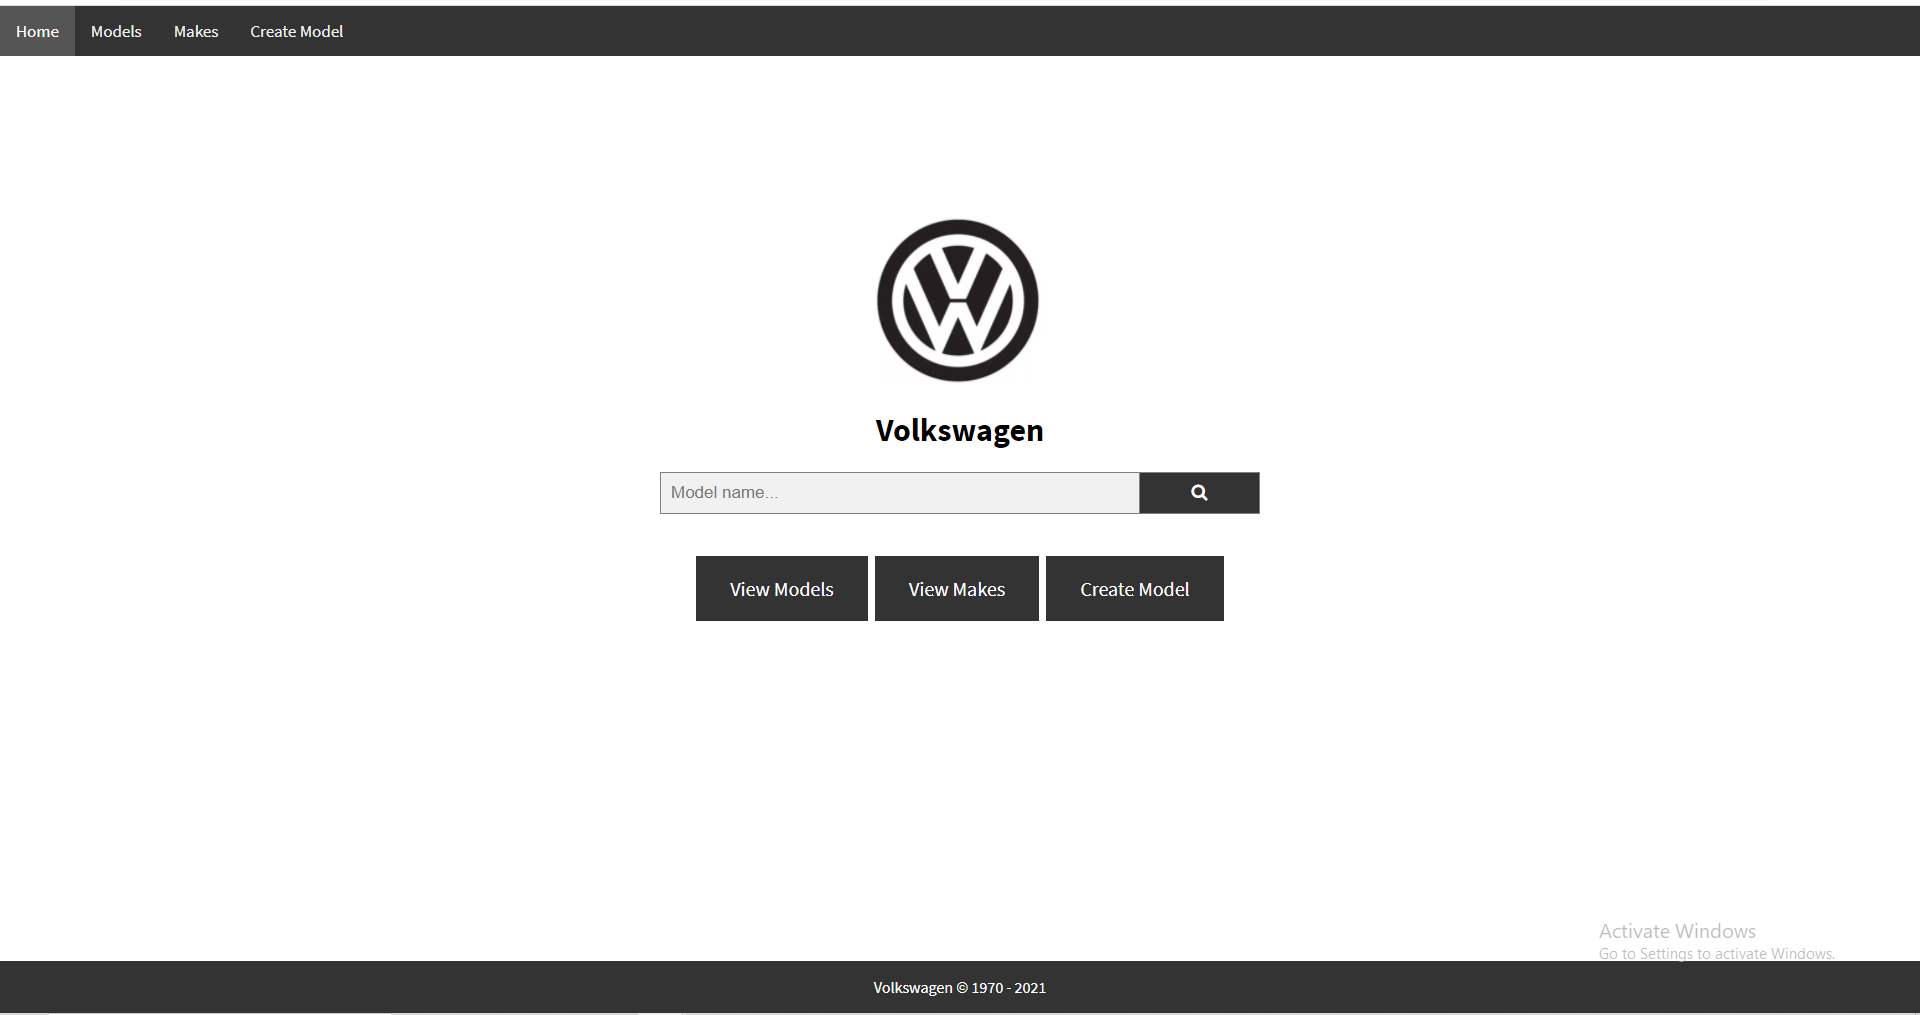 Home Models Makes Create Model
VW
Volkswagen
Model name...
View Models View Makes Create Model
Activate Windows
Go to Settings to activate Windows.
Volkswagen © 1970 - 2021